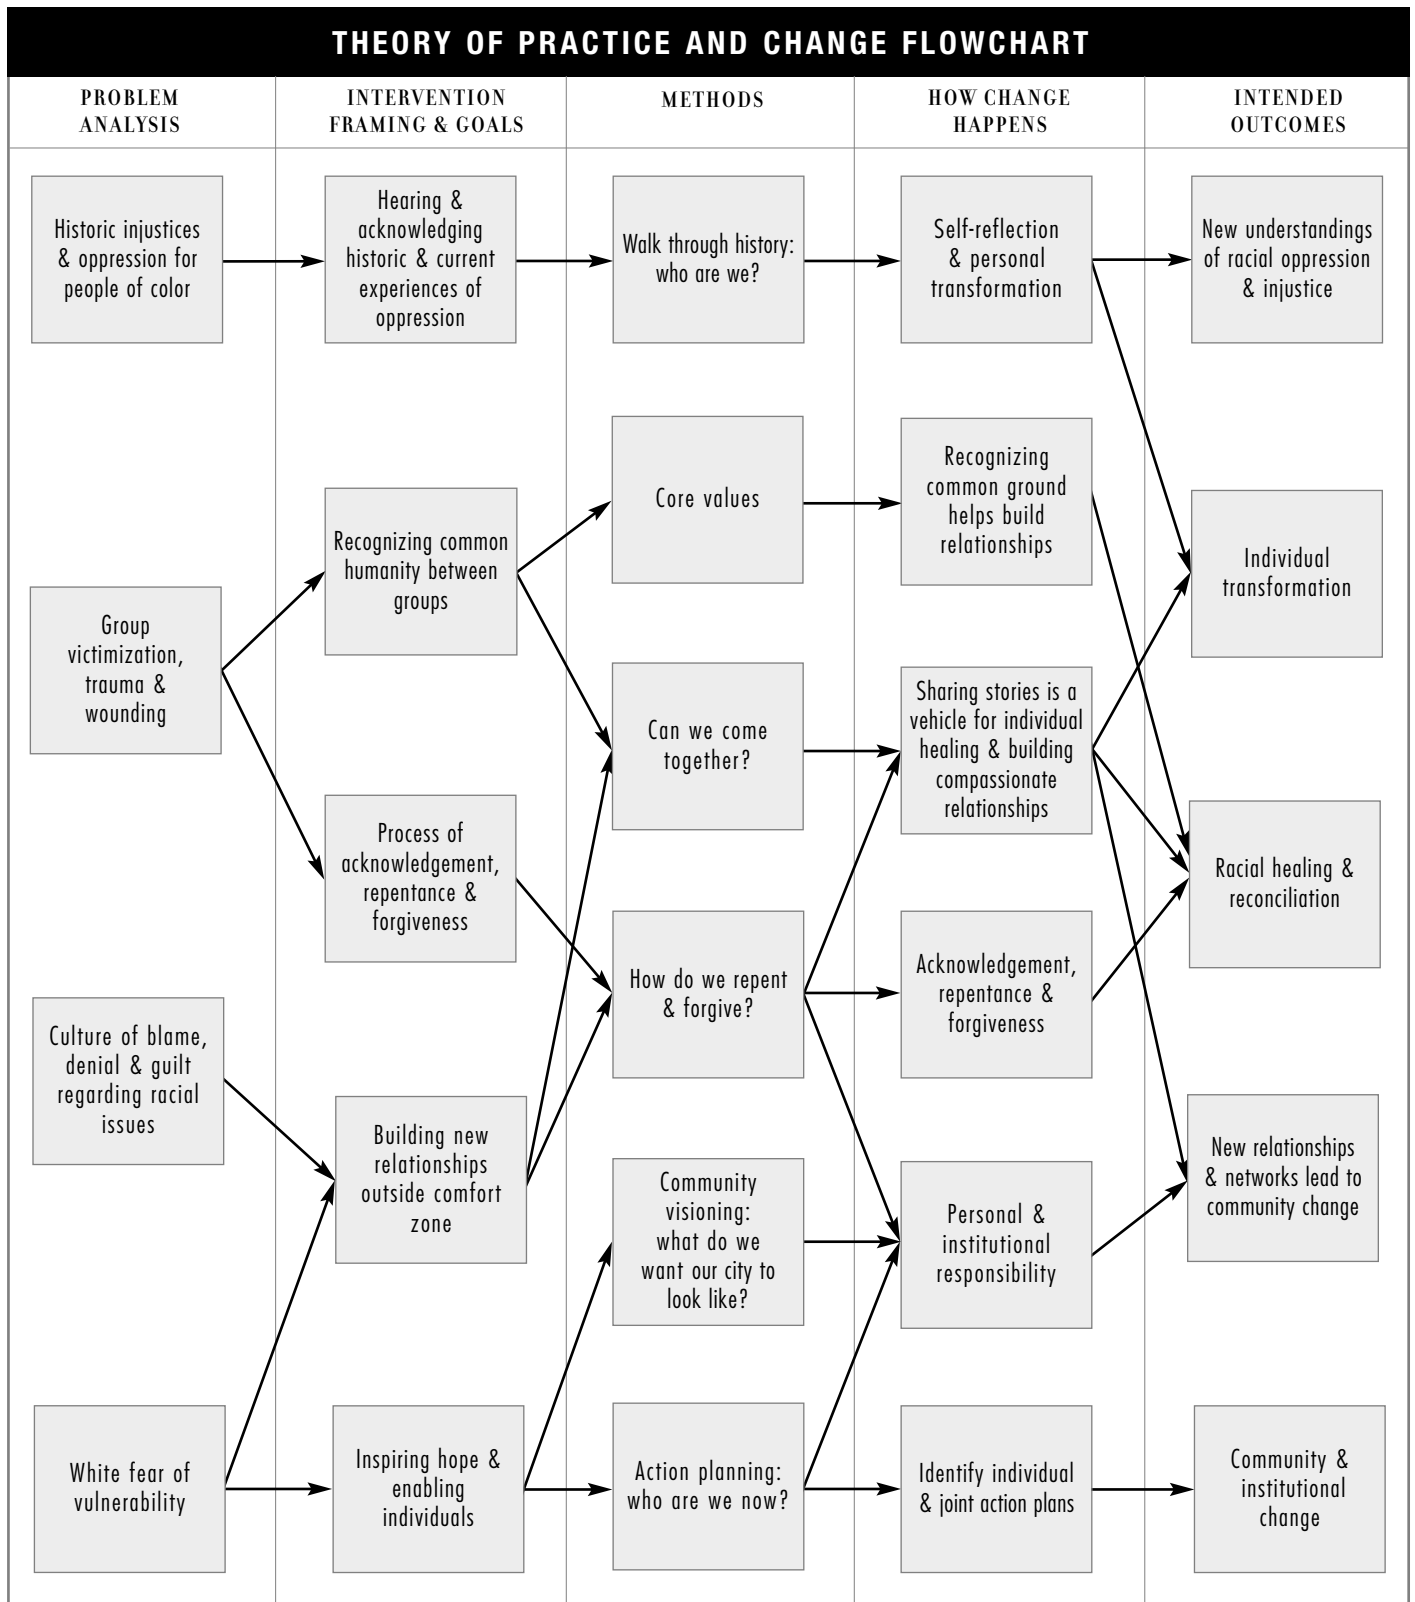 THEORY OF PRACTICE AND CHANGE FLOWCHART
PROBLEM
ANALYSIS
INTERVENTION
FRAMING & GOALS
METHODS
HOW CHANGE
HAPPENS
INTENDED
OUTCOMES
Historic injustices
& oppression for
people of color
Group
victimization,
trauma &
wounding
Culture of blame,
denial & guilt
regarding racial
issues
White fear of
vulnerability
Hearing &
acknowledging
historic & current
experiences of
oppression
Recognizing common
humanity between
groups
Process of
acknowledgement,
repentance &
forgiveness
Building new
relationships
outside comfort
zone
Inspiring hope &
enabling
individuals
Walk through history:
who are we?
Core values
Can we come
together?
How do we repent
& forgive?
Community
visioning:
what do we
want our city to
look like?
Action planning:
who are we now?
Self-reflection
& personal
transformation
Recognizing
common ground
helps build
relationships
Sharing stories is a
vehicle for individual
healing & building
compassionate
relationships
Acknowledgement,
repentance &
forgiveness
Personal &
institutional
responsibility
Identify individual
& joint action plans
New understandings
of racial oppression
& injustice
Individual
transformation
Racial healing &
reconciliation
New relationships
& networks lead to
community change
Community &
institutional
change